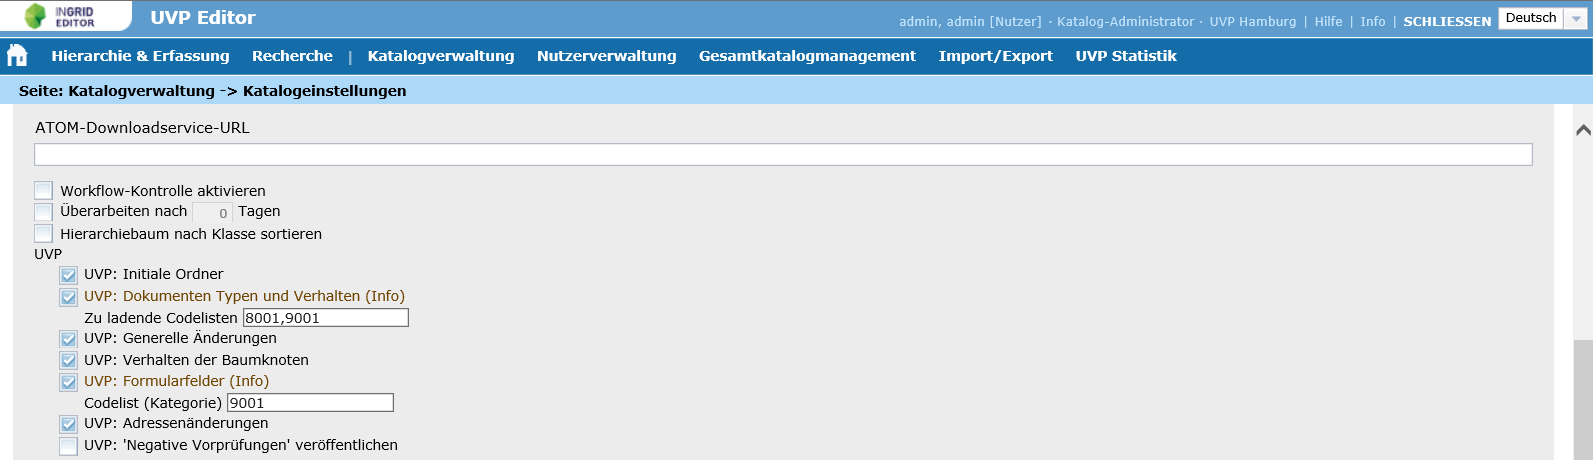 INGRID
EDITOR
UVP Editor
admin, admin [Nutzer] · Katalog-Administrator · UVP Hamburg | Hilfe | Info | SCHLIESSEN Deutsch
Hierarchie & Erfassung Recherche | Katalogverwaltung Nutzerverwaltung Gesamtkatalogmanagement Import/Export UVP Statistik
Seite: Katalogverwaltung -> Katalogeinstellungen
ATOM-Downloadservice-URL
Workflow-Kontrolle aktivieren
Überarbeiten nach 0 Tagen
Hierarchiebaum nach Klasse sortieren
UVP
UVP: Initiale Ordner
UVP: Dokumenten Typen und Verhalten (Info)
Zu ladende Codelisten 8001,9001
UVP: Generelle Änderungen
UVP: Verhalten der Baumknoten
UVP: Formularfelder (Info)
Codelist (Kategorie) 9001
UVP: Adressenänderungen
UVP: 'Negative Vorprüfungen' veröffentlichen